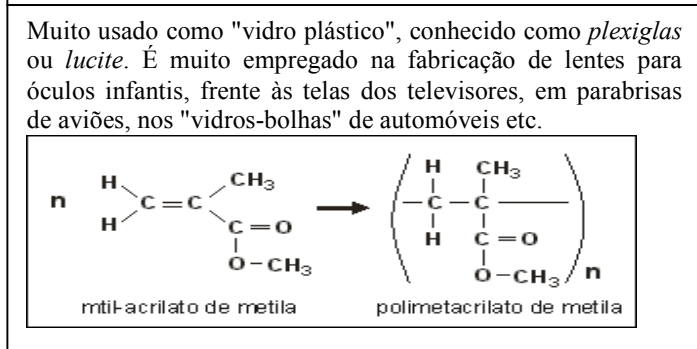 Muito usado como "vidro plástico", conhecido como plexiglas
ou lucite. É muito empregado na fabricação de lentes para
óculos infantis, frente às telas dos televisores, em parabrisas
de aviões, nos "vidros-bolhas" de automóveis etc.
H CH₃ H CH₃
n C=C —C—C—
H C=O H C=O
O-CH₃ O-CH₃ n
mtil-acrilato de metila polimetacrilato de metila